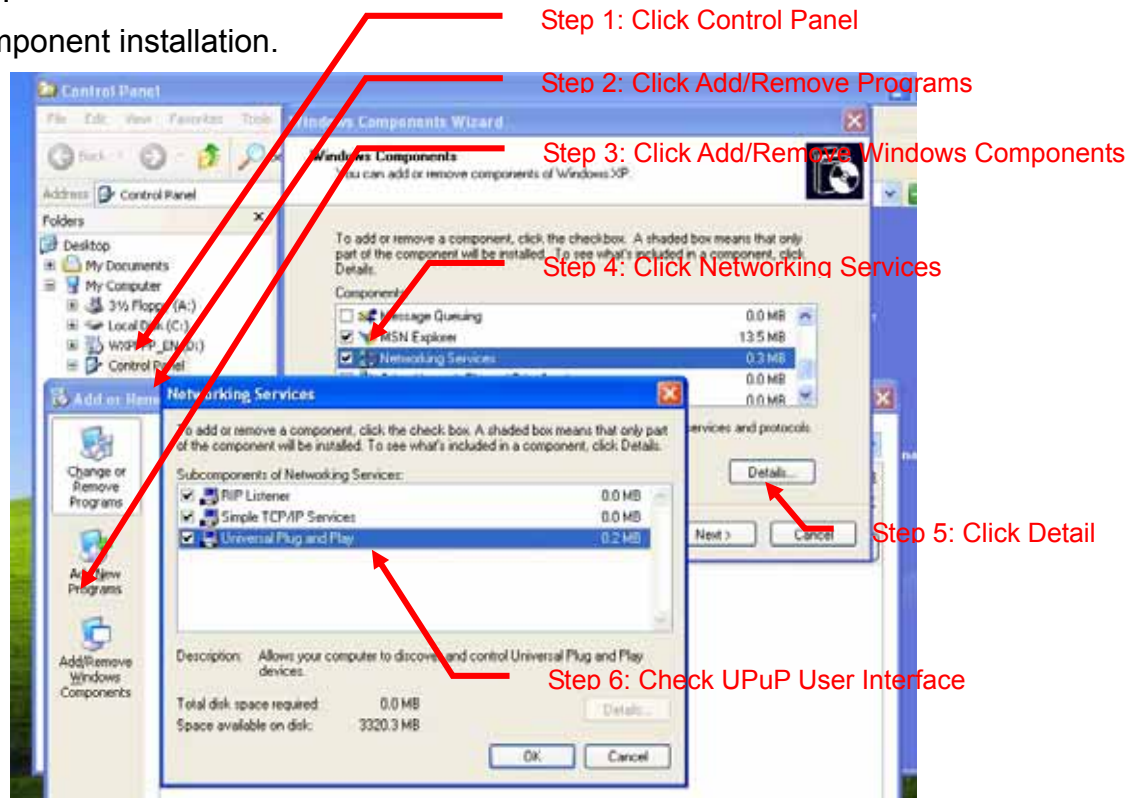 Step 1: Click Control Panel
mponent installation.
Step 2: Click Add/Remove Programs
Control Panel
File Edit View Favorites Tools
Windows Components Wizard
Step 3: Click Add/Remove Windows Components
Back
Windows Components
You can add or remove components of Windows XP.
Address Control Panel
Folders
Desktop
My Documents
My Computer
3½ Floppy (A:)
Local Disk (C:)
Control Panel
To add or remove a component, click the checkbox. A shaded box means that only
part of the component will be installed. To see what's included in a component, click
Details.
Step 4: Click Networking Services
Components:
Message Queuing 0.0 MB
MSN Explorer 13.5 MB
Networking Services 0.3 MB
0.0 MB
0.0 MB
services and protocols.
Details...
Step 5: Click Detail
Next > Cancel
Add or Rem
Change or
Remove
Programs
Add New
Programs
Add/Remove
Windows
Components
Networking Services
To add or remove a component, click the check box. A shaded box means that only part
of the component will be installed. To see what's included in a component, click Details.
Subcomponents of Networking Services:
RIP Listener 0.0 MB
Simple TCP/IP Services 0.0 MB
Universal Plug and Play 0.2 MB
Description: Allows your computer to discover and control Universal Plug and Play
devices.
Step 6: Check UPuP User Interface
Total disk space required: 0.0 MB
Space available on disk: 3320.3 MB
Details...
OK Cancel